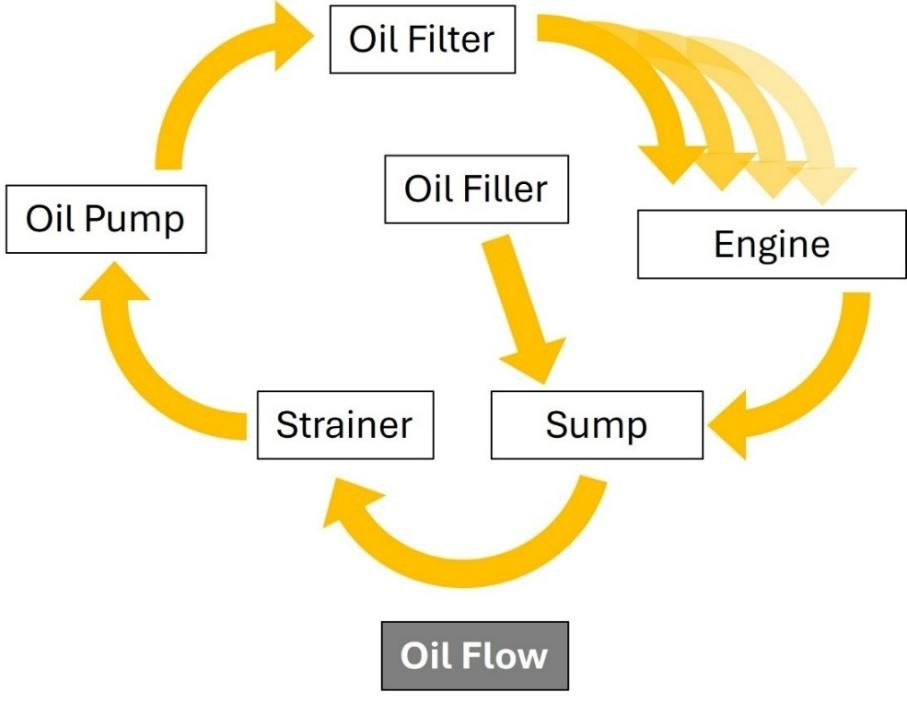 Oil Filter
Oil Filler
Oil Pump
Engine
Strainer
Sump
Oil Flow